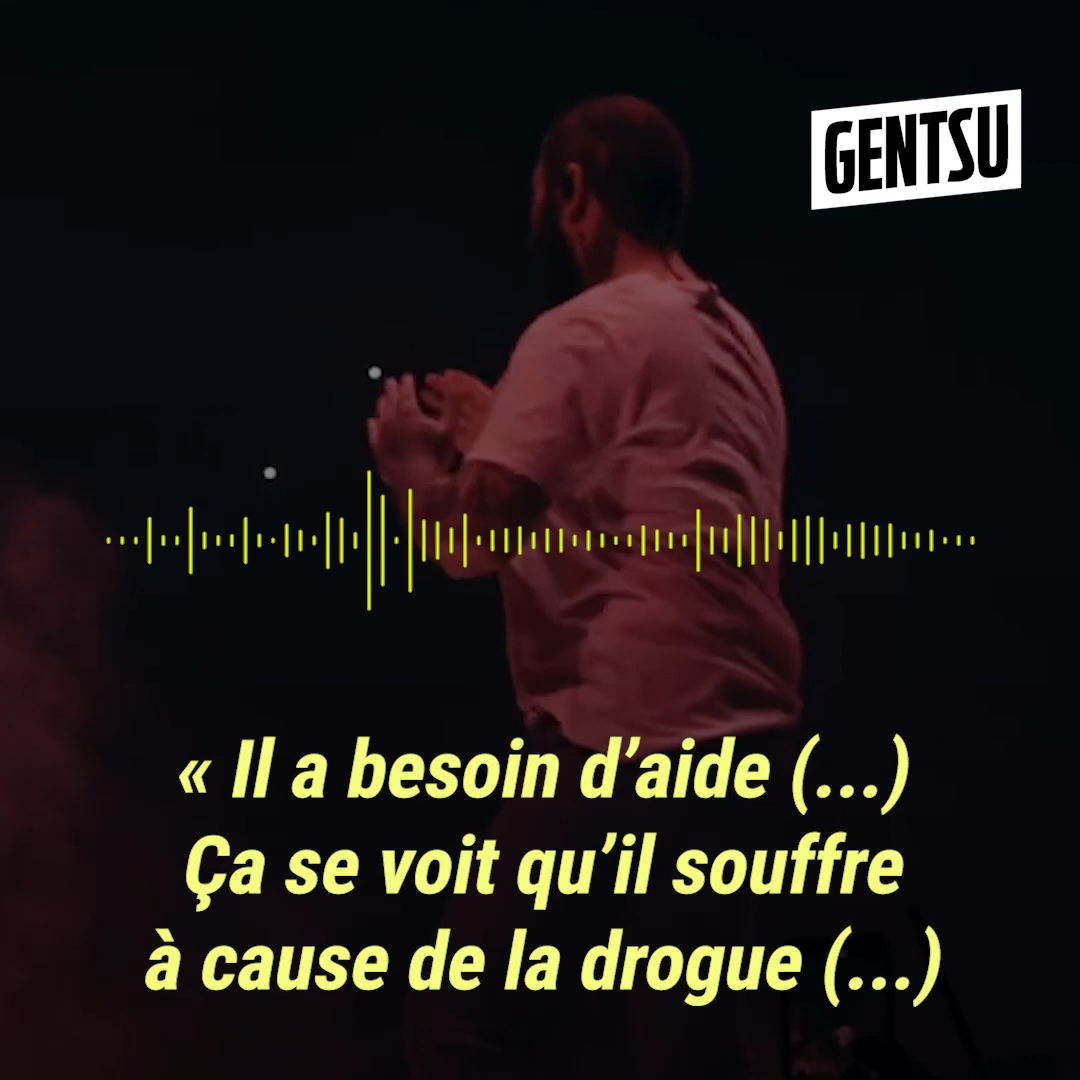 GENTSU
« Il a besoin d’aide (...)
Ça se voit qu’il souffre
à cause de la drogue (...)